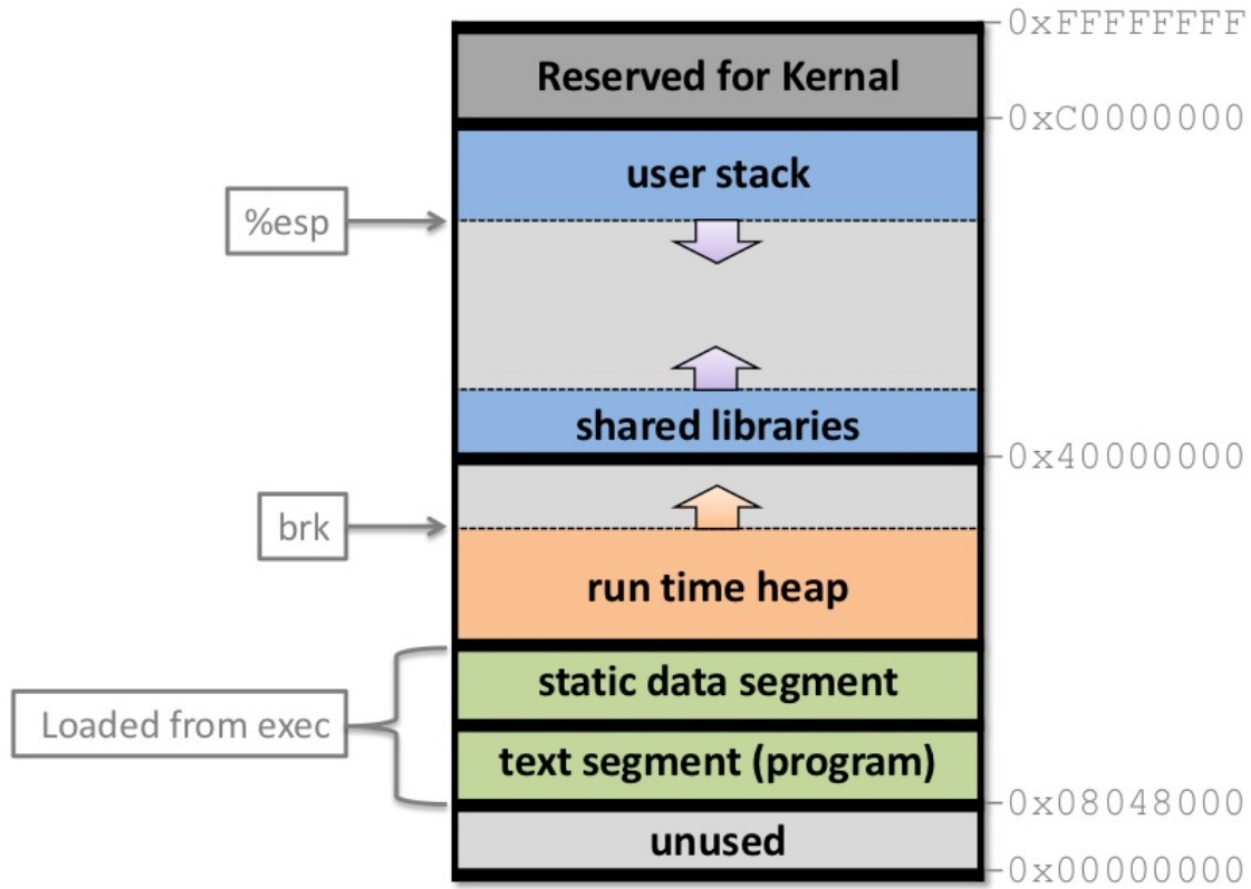 0xFFFFFFFF
Reserved for Kernal
0xC0000000
user stack
%esp
shared libraries
0x40000000
brk
run time heap
static data segment
Loaded from exec
text segment (program)
0x08048000
unused
0x00000000